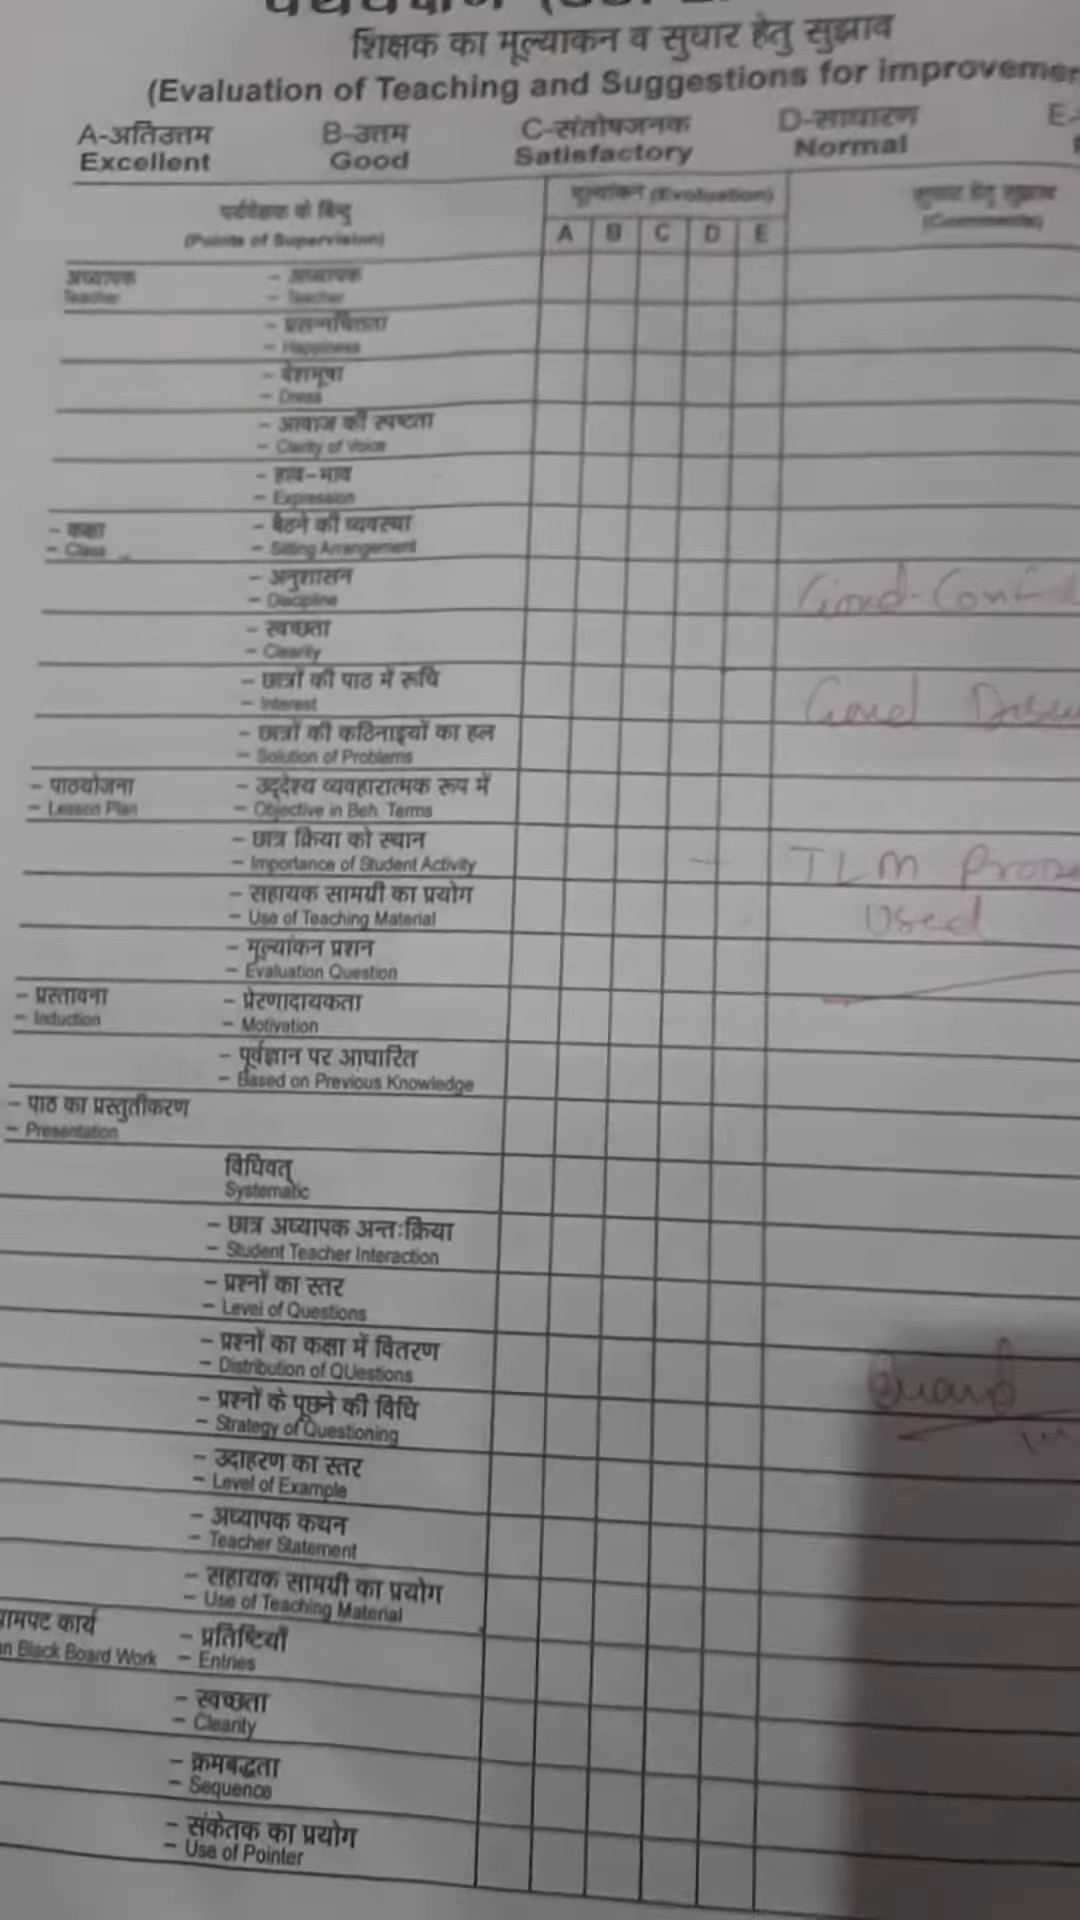 शिक्षक का मूल्याकन व सुधार हेतु सुझाव
(Evaluation of Teaching and Suggestions for improvemen
A-अतिउत्तम B-उत्तम C-संतोषजनक D-साधारण E-
Excellent Good Satisfactory Normal
पर्यवेक्षक के बिन्दु मूल्यांकन (Evaluation) सुधार हेतु सुझाव
(Points of Supervision) A B C D E (Comments)
अध्यापक - अध्यापक
Teacher - Teacher
- प्रसन्नचित्तता
- Happiness
- वेशभूषा
- Dress
- आवाज की स्पष्टता
- Clarity of Voice
- हाव-भाव
- Expression
- कक्षा - बैठने की व्यवस्था
- Class - Sitting Arrangement
- अनुशासन
- Discipline Good
- स्वच्छता
- Clearity
- छात्रों की पाठ में रूचि
- Interest Good
- छात्रों की कठिनाइयों का हल
- Solution of Problems
- पाठयोजना - उद्देश्य व्यवहारात्मक रूप में
- Lesson Plan - Objective in Beh. Terms
- छात्र क्रिया को स्थान
- Importance of Student Activity TLM
- सहायक सामग्री का प्रयोग
- Use of Teaching Material Used
- मूल्यांकन प्रशन
- Evaluation Question
- प्रस्तावना - प्रेरणादायकता
- Induction - Motivation
- पूर्वज्ञान पर आधारित
- Based on Previous Knowledge
- पाठ का प्रस्तुतीकरण
- Presentation
विधिवत्
Systematic
- छात्र अध्यापक अन्तःक्रिया
- Student Teacher Interaction
- प्रश्नों का स्तर
- Level of Questions
- प्रश्नों का कक्षा में वितरण
- Distribution of QUestions
- प्रश्नों के पूछने की विधि
- Strategy of Questioning
- उदाहरण का स्तर
- Level of Example
- अध्यापक कथन
- Teacher Statement
- सहायक सामग्री का प्रयोग
- Use of Teaching Material
यामपट कार्य - प्रतिष्टियाँ
n Black Board Work - Entries
- स्वच्छता
- Clearity
- क्रमबद्धता
- Sequence
- संकेतक का प्रयोग
- Use of Pointer